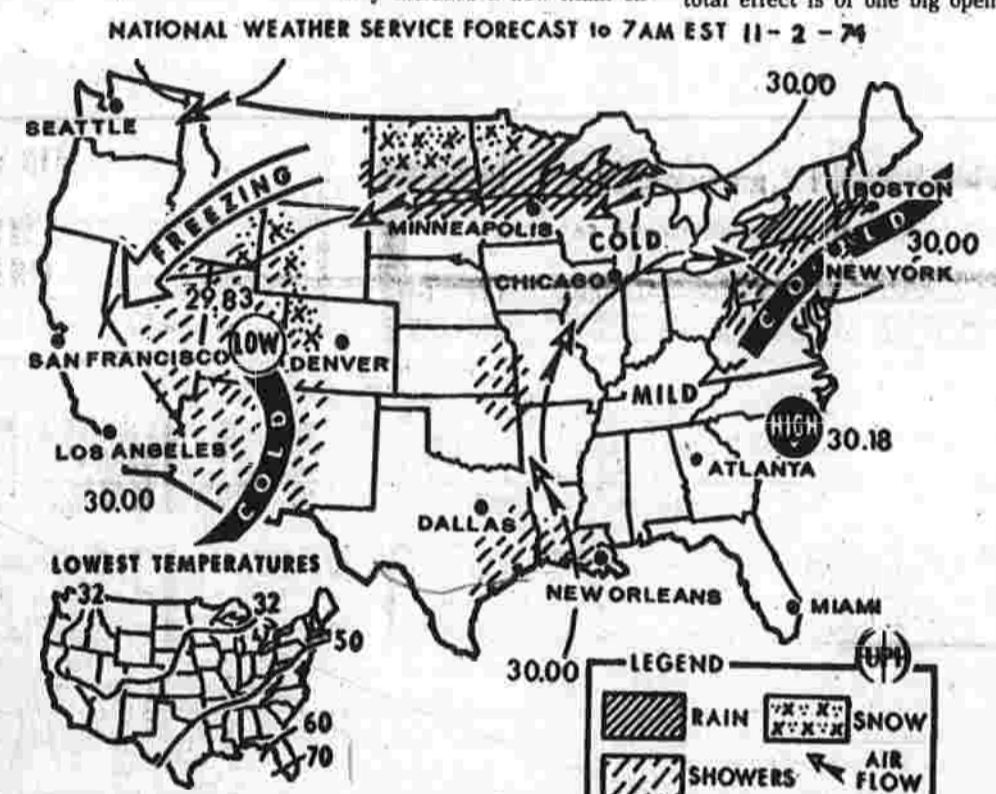 total effect is of one big open
NATIONAL WEATHER SERVICE FORECAST to 7AM EST 11-2-74
30.00
SEATTLE
FREEZING
BOSTON
MINNEAPOLIS
COLD
COLD
30.00
CHICAGO
NEW YORK
29.83
SAN FRANCISCO
LOW
DENVER
MILD
HIGH
30.18
LOS ANGELES
COLD
ATLANTA
30.00
DALLAS
LOWEST TEMPERATURES
NEW ORLEANS
MIAMI
32
32
50
30.00
LEGEND
UPI
RAIN
SNOW
60
70
SHOWERS
AIR
FLOW